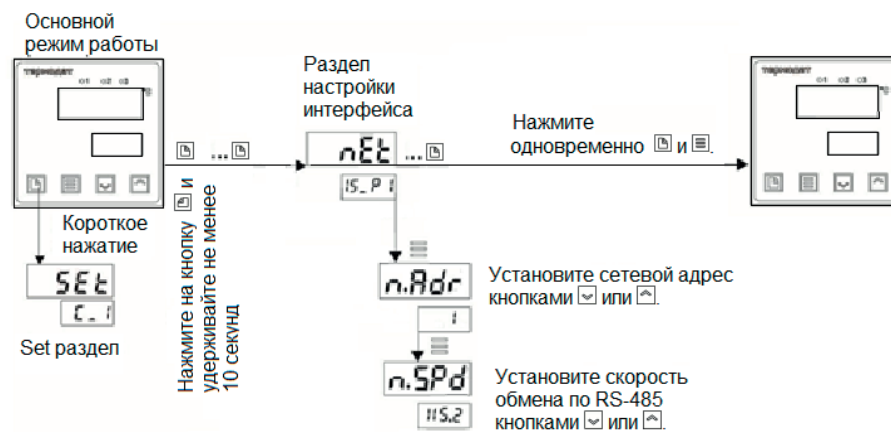 Основной
режим работы
термодат
Раздел
настройки
интерфейса
термодат
Нажмите
одновременно и .
... 
nEt ...
15_P1
Короткое
нажатие
Нажмите на кнопку и
удерживайте не менее
10 секунд
SEt
C_1
Set раздел
n.Adr
1
Установите сетевой адрес
кнопками или .
n.SPd
115.2
Установите скорость
обмена по RS-485
кнопками или .